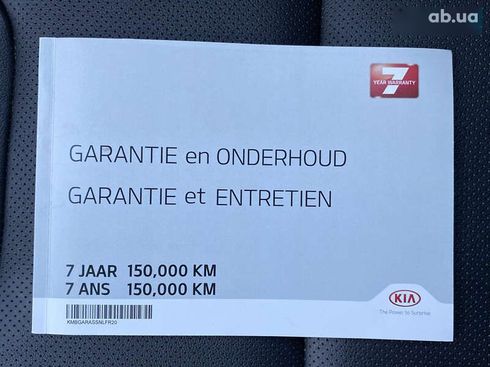 ab.ua
7
YEAR WARRANTY
GARANTIE en ONDERHOUD
GARANTIE et ENTRETIEN
7 JAAR 150,000 KM
7 ANS 150,000 KM
KMBGARASSNLFR20
KIA
The Power to Surprise